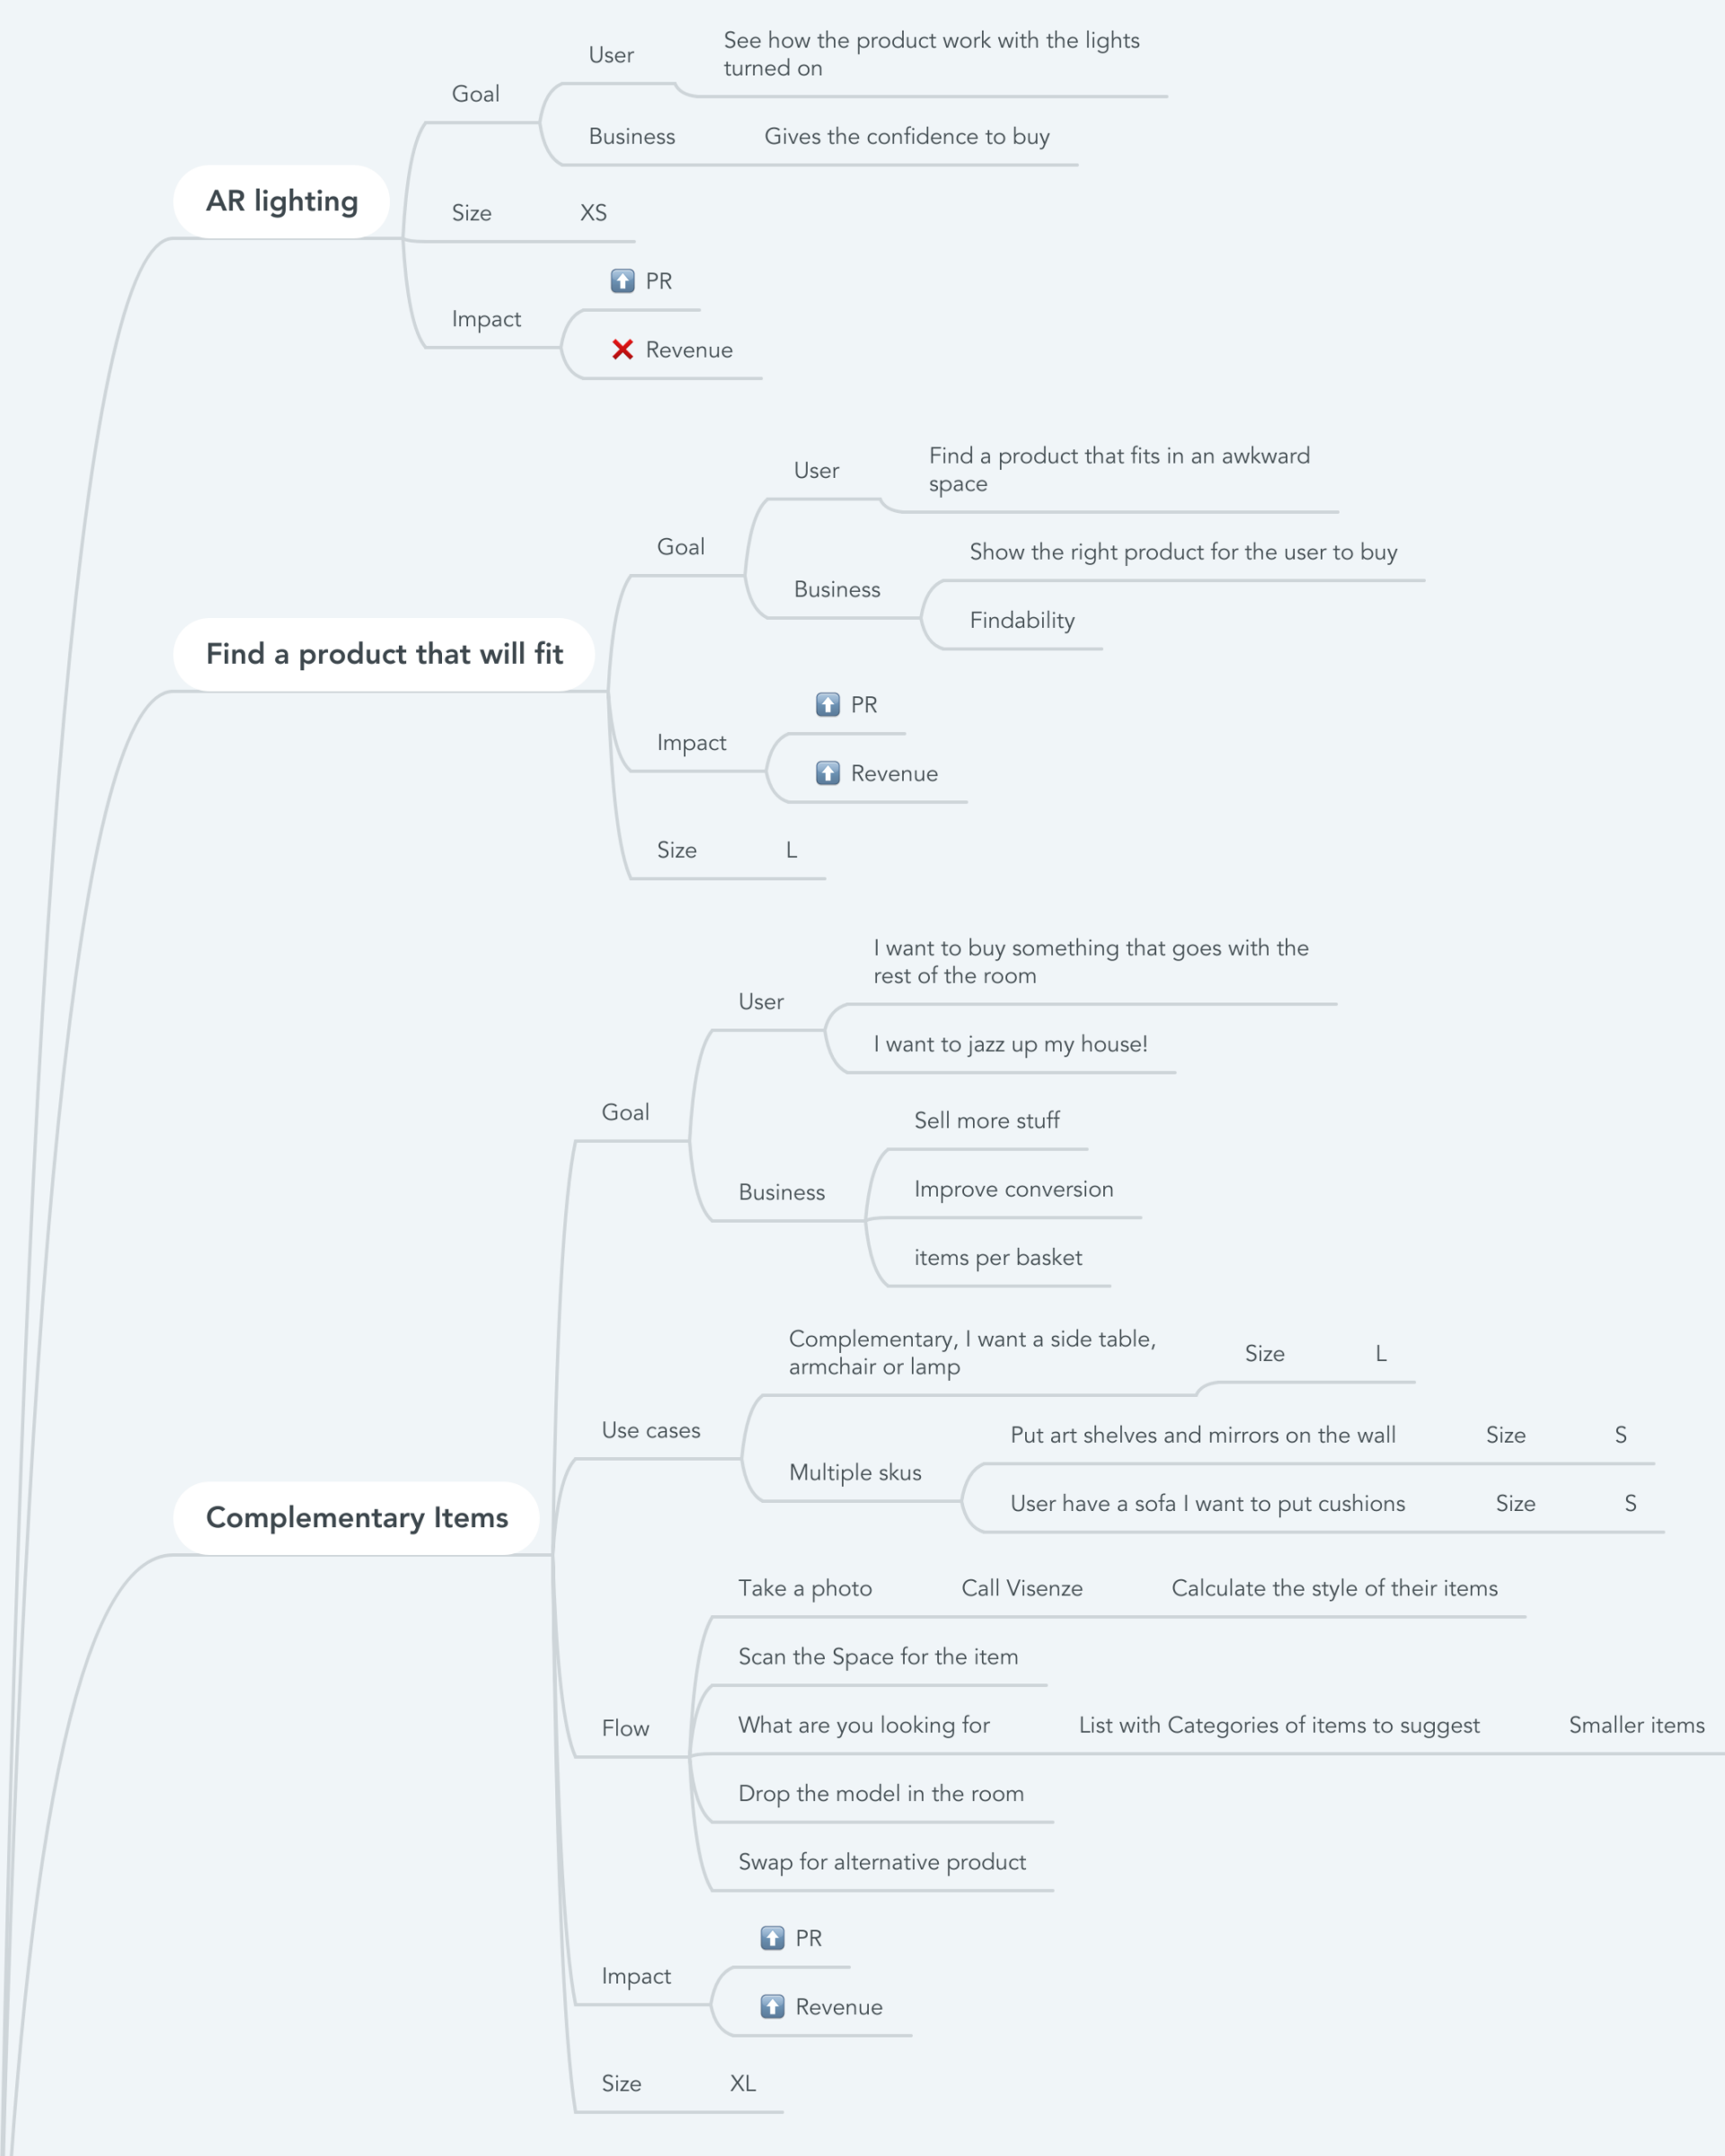 See how the product work with the lights
turned on
User
Goal
Business Gives the confidence to buy
AR lighting
Size XS
PR
Impact
Revenue
Find a product that fits in an awkward
space
User
Goal
Show the right product for the user to buy
Business
Findability
Find a product that will fit
PR
Impact
Revenue
Size L
I want to buy something that goes with the
rest of the room
User
I want to jazz up my house!
Goal
Sell more stuff
Business
Improve conversion
items per basket
Complementary, I want a side table,
armchair or lamp
Size L
Use cases
Put art shelves and mirrors on the wall Size S
Multiple skus
User have a sofa I want to put cushions Size S
Complementary Items
Take a photo Call Visenze Calculate the style of their items
Scan the Space for the item
Flow
What are you looking for List with Categories of items to suggest Smaller items
Drop the model in the room
Swap for alternative product
PR
Impact
Revenue
Size XL